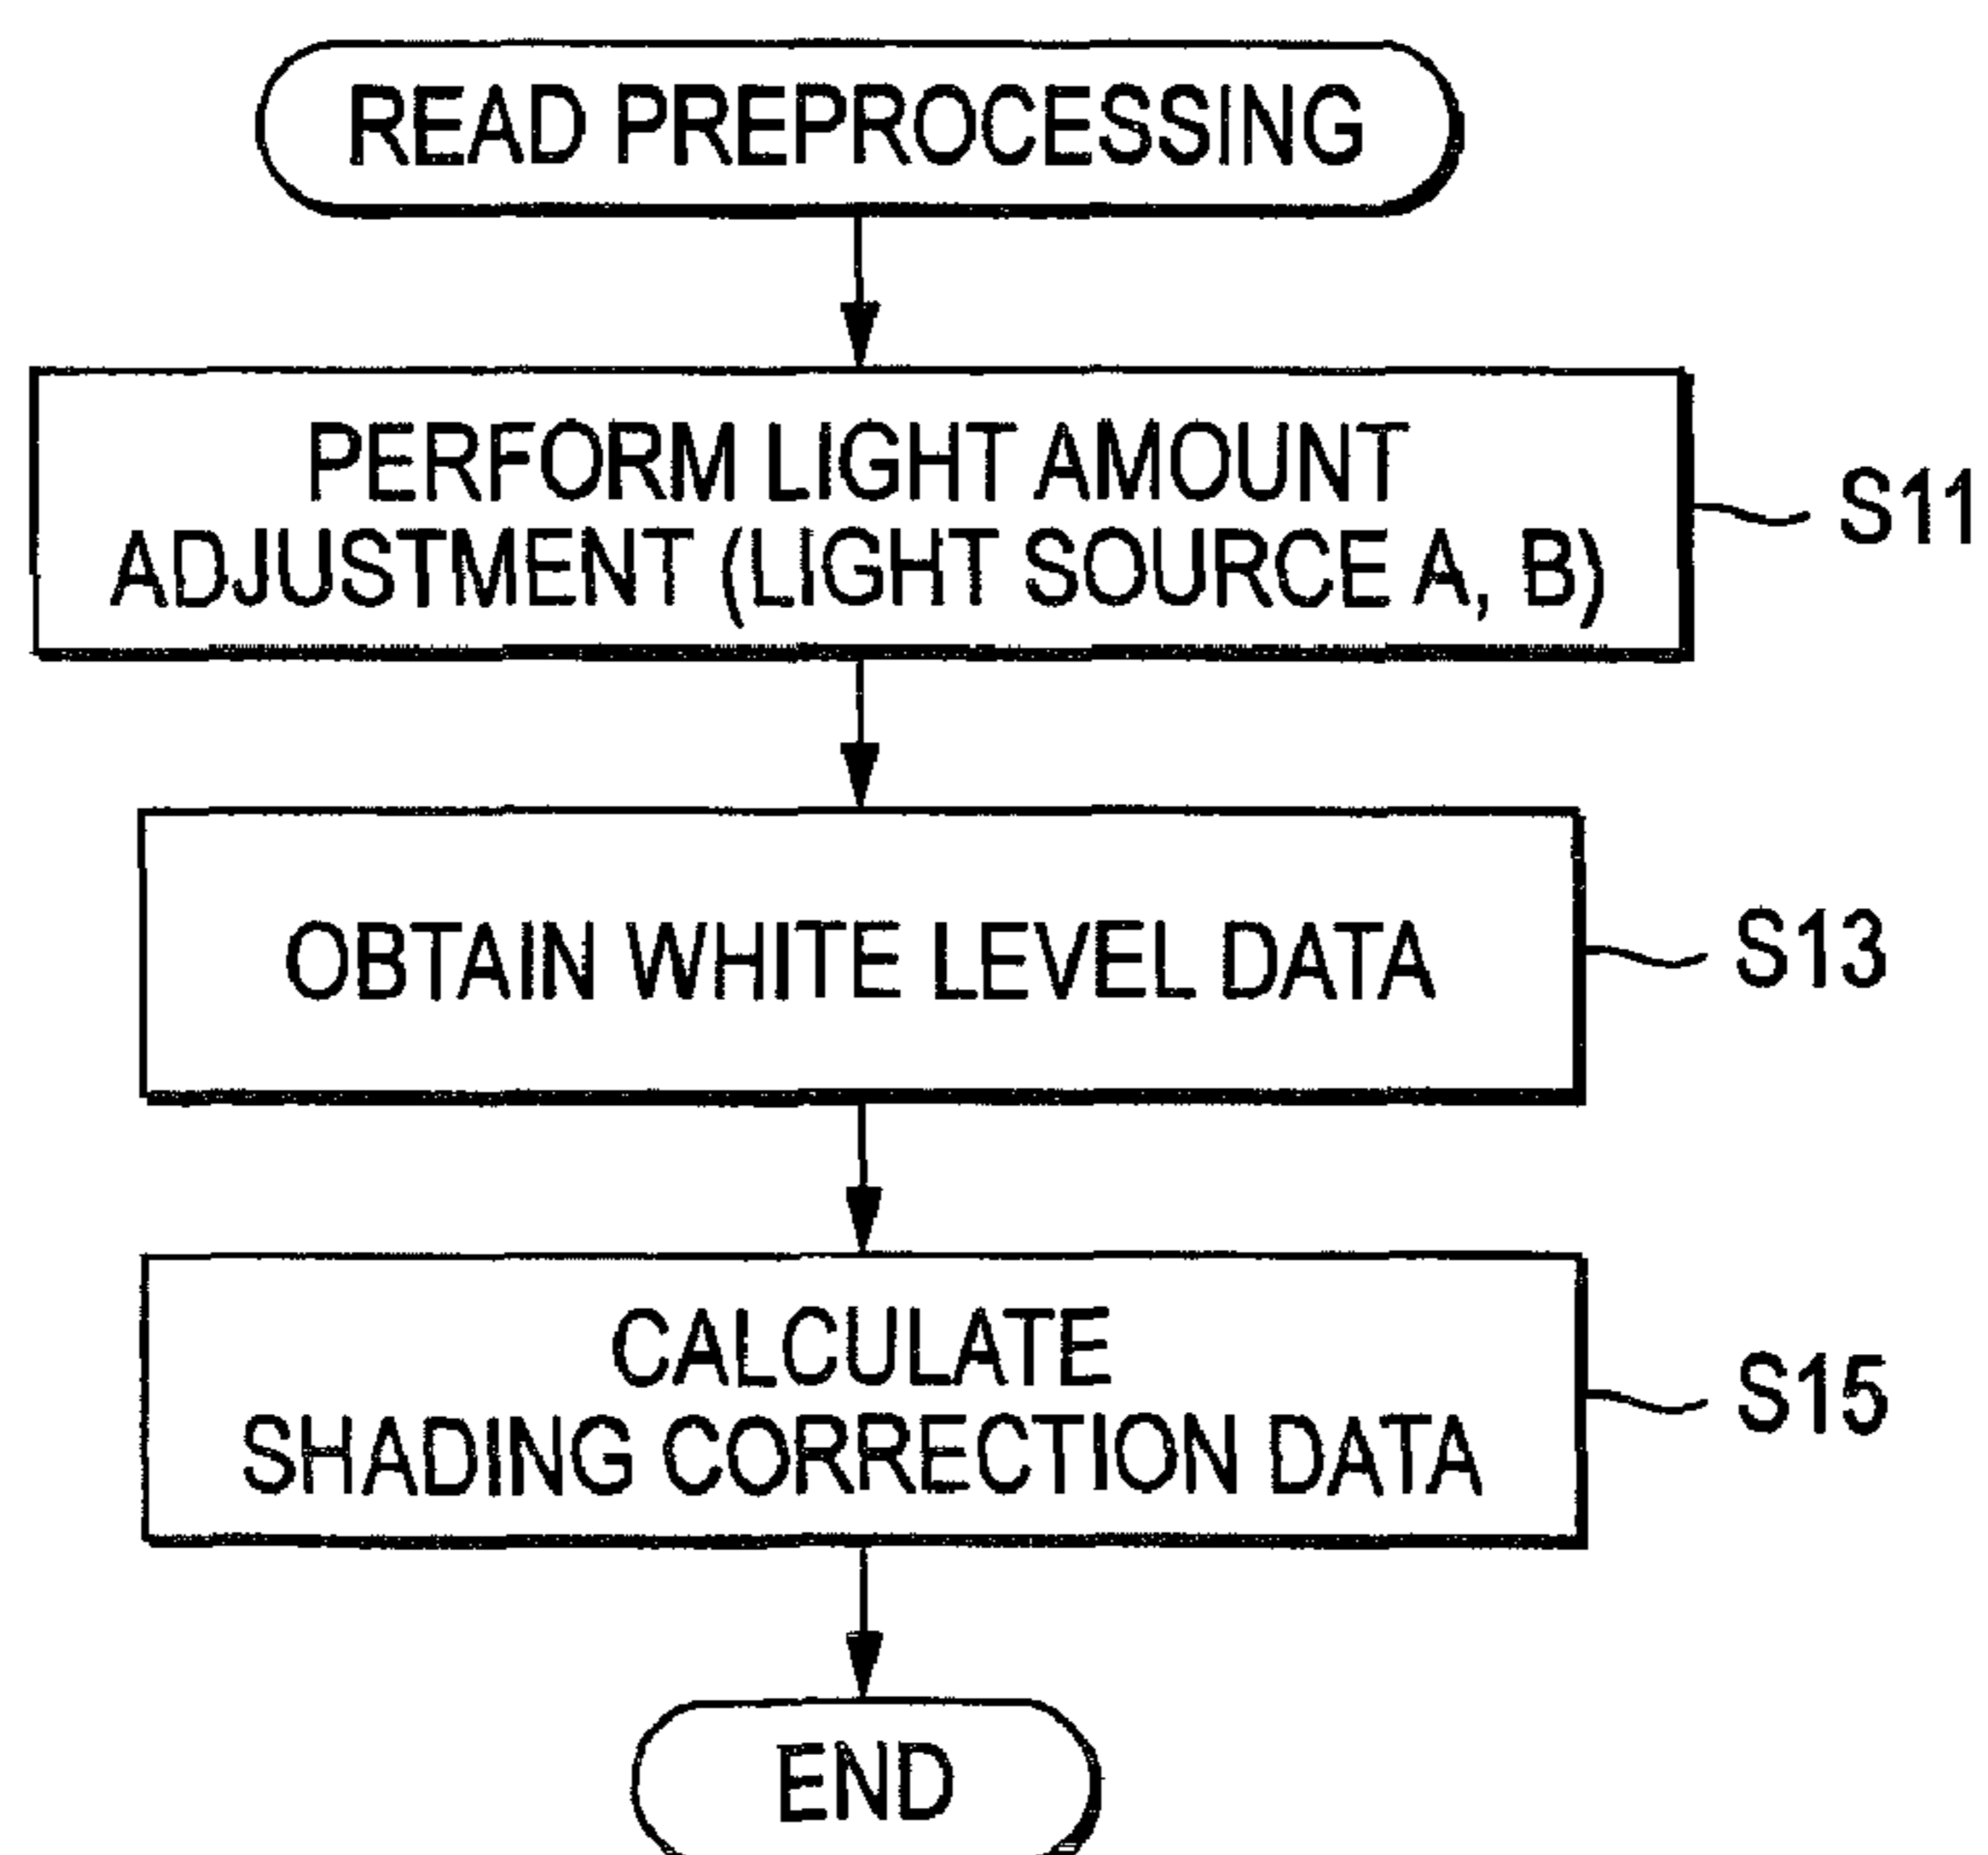 READ PREPROCESSING
PERFORM LIGHT AMOUNT
ADJUSTMENT (LIGHT SOURCE A, B)
S11
OBTAIN WHITE LEVEL DATA
S13
CALCULATE
SHADING CORRECTION DATA
S15
END